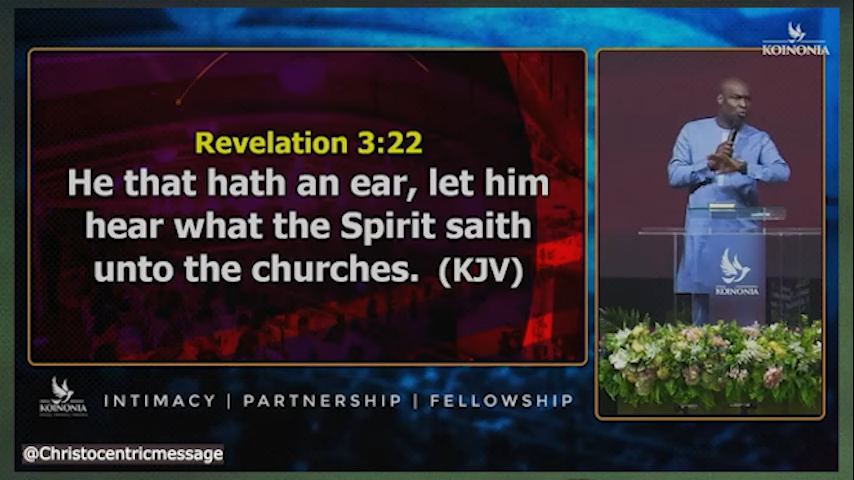 KOINONIA
Revelation 3:22
He that hath an ear, let him
hear what the Spirit saith
unto the churches. (KJV)
KOINONIA
KOINONIA
INTIMACY | PARTNERSHIP | FELLOWSHIP
@Christocentricmessage